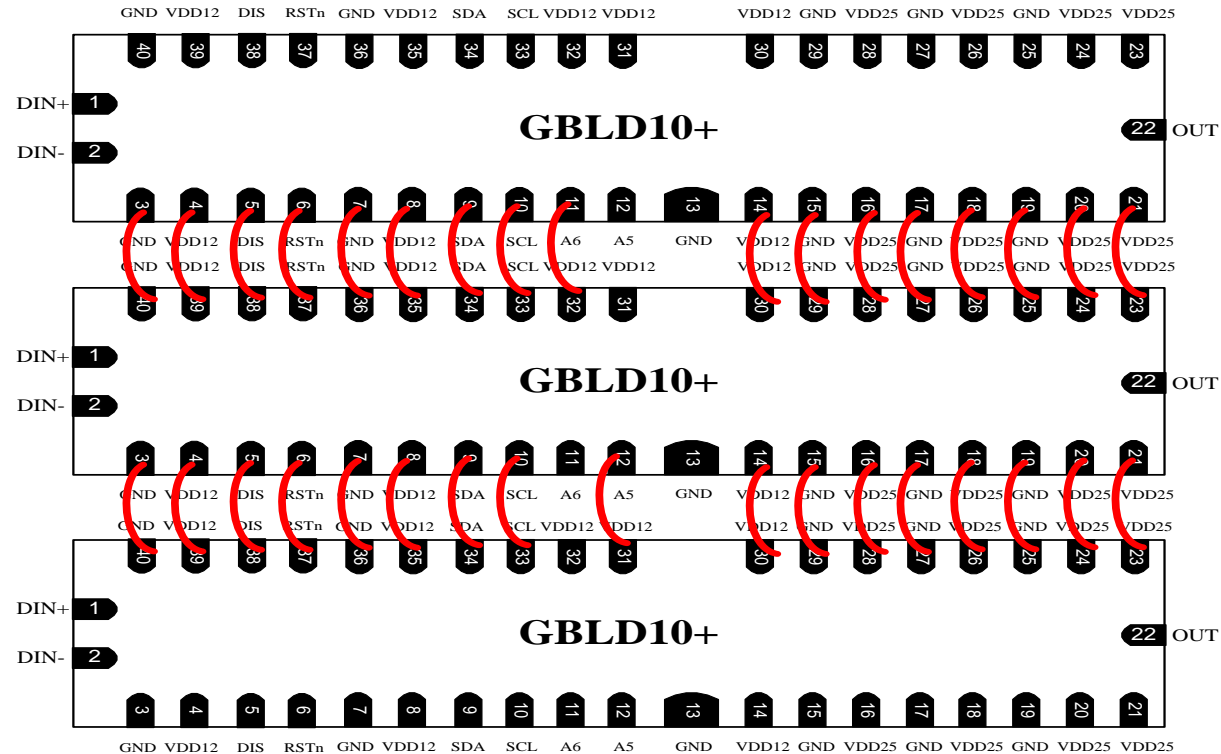 GND VDD12 DIS RSTn GND VDD12 SDA SCL VDD12 VDD12 VDD12 GND VDD25 GND VDD25 GND VDD25 VDD25
40 39 38 37 36 35 34 33 32 31 30 29 28 27 26 25 24 23
DIN+ 1
GBLD10+
22 OUT
DIN- 2
3 4 5 6 7 8 9 10 11 12 13 14 15 16 17 18 19 20 21
GND VDD12 DIS RSTn GND VDD12 SDA SCL A6 A5 GND VDD12 GND VDD25 GND VDD25 GND VDD25 VDD25
GND VDD12 DIS RSTn GND VDD12 SDA SCL VDD12 VDD12 VDD12 GND VDD25 GND VDD25 GND VDD25 VDD25
40 39 38 37 36 35 34 33 32 31 30 29 28 27 26 25 24 23
DIN+ 1
GBLD10+
22 OUT
DIN- 2
3 4 5 6 7 8 9 10 11 12 13 14 15 16 17 18 19 20 21
GND VDD12 DIS RSTn GND VDD12 SDA SCL A6 A5 GND VDD12 GND VDD25 GND VDD25 GND VDD25 VDD25
GND VDD12 DIS RSTn GND VDD12 SDA SCL VDD12 VDD12 VDD12 GND VDD25 GND VDD25 GND VDD25 VDD25
40 39 38 37 36 35 34 33 32 31 30 29 28 27 26 25 24 23
DIN+ 1
GBLD10+
22 OUT
DIN- 2
3 4 5 6 7 8 9 10 11 12 13 14 15 16 17 18 19 20 21
GND VDD12 DIS RSTn GND VDD12 SDA SCL A6 A5 GND VDD12 GND VDD25 GND VDD25 GND VDD25 VDD25